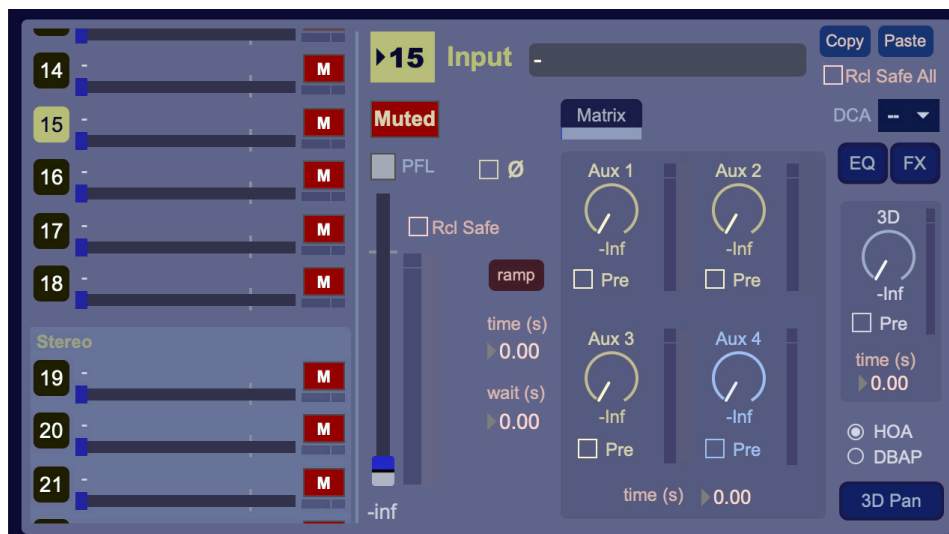 14 - M
15 - M
16 - M
17 - M
18 - M
Stereo
19 - M
20 - M
21 - M
15 Input -
Copy Paste
Rcl Safe All
Muted
Matrix
DCA --
PFL
Ø
EQ FX
Rcl Safe
ramp
time (s)
0.00
wait (s)
0.00
-inf
Aux 1 Aux 2
-Inf -Inf
Pre Pre
Aux 3 Aux 4
-Inf -Inf
Pre Pre
time (s) 0.00
3D
-Inf
Pre
time (s)
0.00
HOA
DBAP
3D Pan